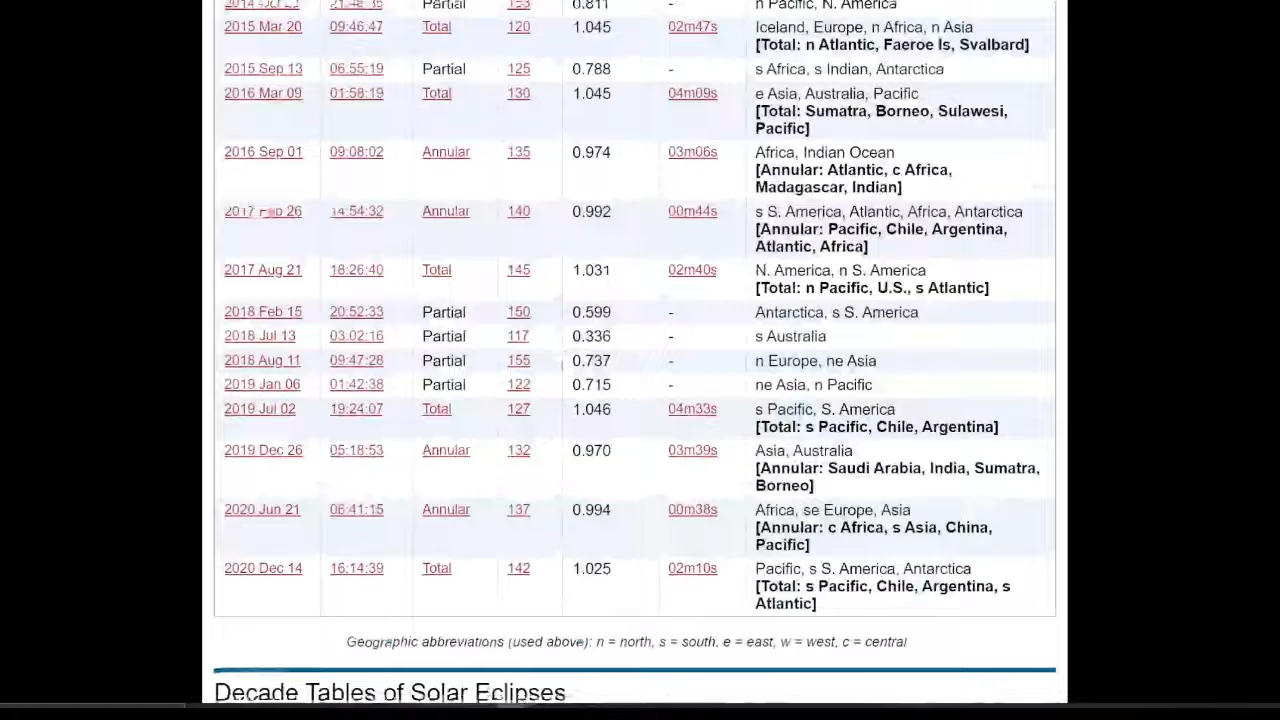 Partial 0.811 - n Pacific, N. America
2015 Mar 20 09:46:47 Total 120 1.045 02m47s Iceland, Europe, n Africa, n Asia
[Total: n Atlantic, Faeroe Is, Svalbard]
2015 Sep 13 06:55:19 Partial 125 0.788 - s Africa, s Indian, Antarctica
2016 Mar 09 01:58:19 Total 130 1.045 04m09s e Asia, Australia, Pacific
[Total: Sumatra, Borneo, Sulawesi,
Pacific]
2016 Sep 01 09:08:02 Annular 135 0.974 03m06s Africa, Indian Ocean
[Annular: Atlantic, c Africa,
Madagascar, Indian]
2017 Feb 26 14:54:32 Annular 140 0.992 00m44s s S. America, Atlantic, Africa, Antarctica
[Annular: Pacific, Chile, Argentina,
Atlantic, Africa]
2017 Aug 21 18:26:40 Total 145 1.031 02m40s N. America, n S. America
[Total: n Pacific, U.S., s Atlantic]
2018 Feb 15 20:52:33 Partial 150 0.599 - Antarctica, s S. America
2018 Jul 13 03:02:16 Partial 117 0.336 - s Australia
2018 Aug 11 09:47:28 Partial 155 0.737 - n Europe, ne Asia
2019 Jan 06 01:42:38 Partial 122 0.715 - ne Asia, n Pacific
2019 Jul 02 19:24:07 Total 127 1.046 04m33s s Pacific, S. America
[Total: s Pacific, Chile, Argentina]
2019 Dec 26 05:18:53 Annular 132 0.970 03m39s Asia, Australia
[Annular: Saudi Arabia, India, Sumatra,
Borneo]
2020 Jun 21 06:41:15 Annular 137 0.994 00m38s Africa, se Europe, Asia
[Annular: c Africa, s Asia, China,
Pacific]
2020 Dec 14 16:14:39 Total 142 1.025 02m10s Pacific, s S. America, Antarctica
[Total: s Pacific, Chile, Argentina, s
Atlantic]
Geographic abbreviations (used above): n = north, s = south, e = east, w = west, c = central
Decade Tables of Solar Eclipses